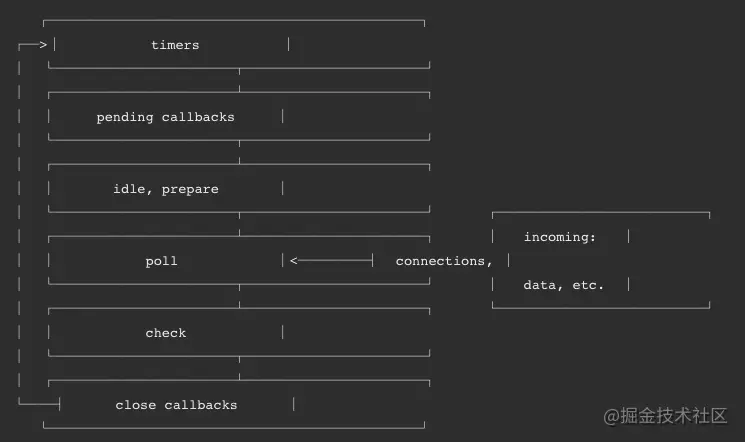 timers
pending callbacks
idle, prepare
incoming:
poll
connections,
data, etc.
check
close callbacks
@掘金技术社区